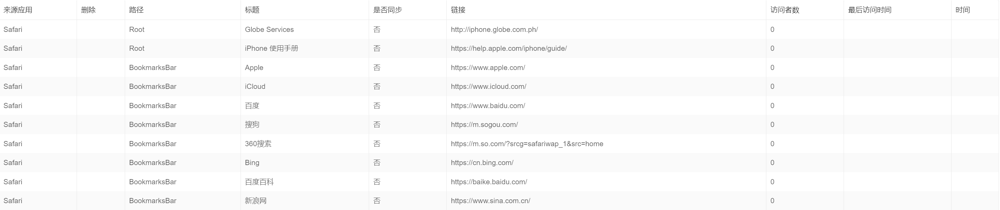 来源应用 删除 路径 标题 是否同步 链接 访问者数 最后访问时间 时间
Safari Root Globe Services 否 http://iphone.globe.com.ph/ 0
Safari Root iPhone 使用手册 否 https://help.apple.com/iphone/guide/ 0
Safari BookmarksBar Apple 否 https://www.apple.com/ 0
Safari BookmarksBar iCloud 否 https://www.icloud.com/ 0
Safari BookmarksBar 百度 否 https://www.baidu.com/ 0
Safari BookmarksBar 搜狗 否 https://m.sogou.com/ 0
Safari BookmarksBar 360搜索 否 https://m.so.com/?srcg=safariwap_1&src=home 0
Safari BookmarksBar Bing 否 https://cn.bing.com/ 0
Safari BookmarksBar 百度百科 否 https://baike.baidu.com/ 0
Safari BookmarksBar 新浪网 否 https://www.sina.com.cn/ 0